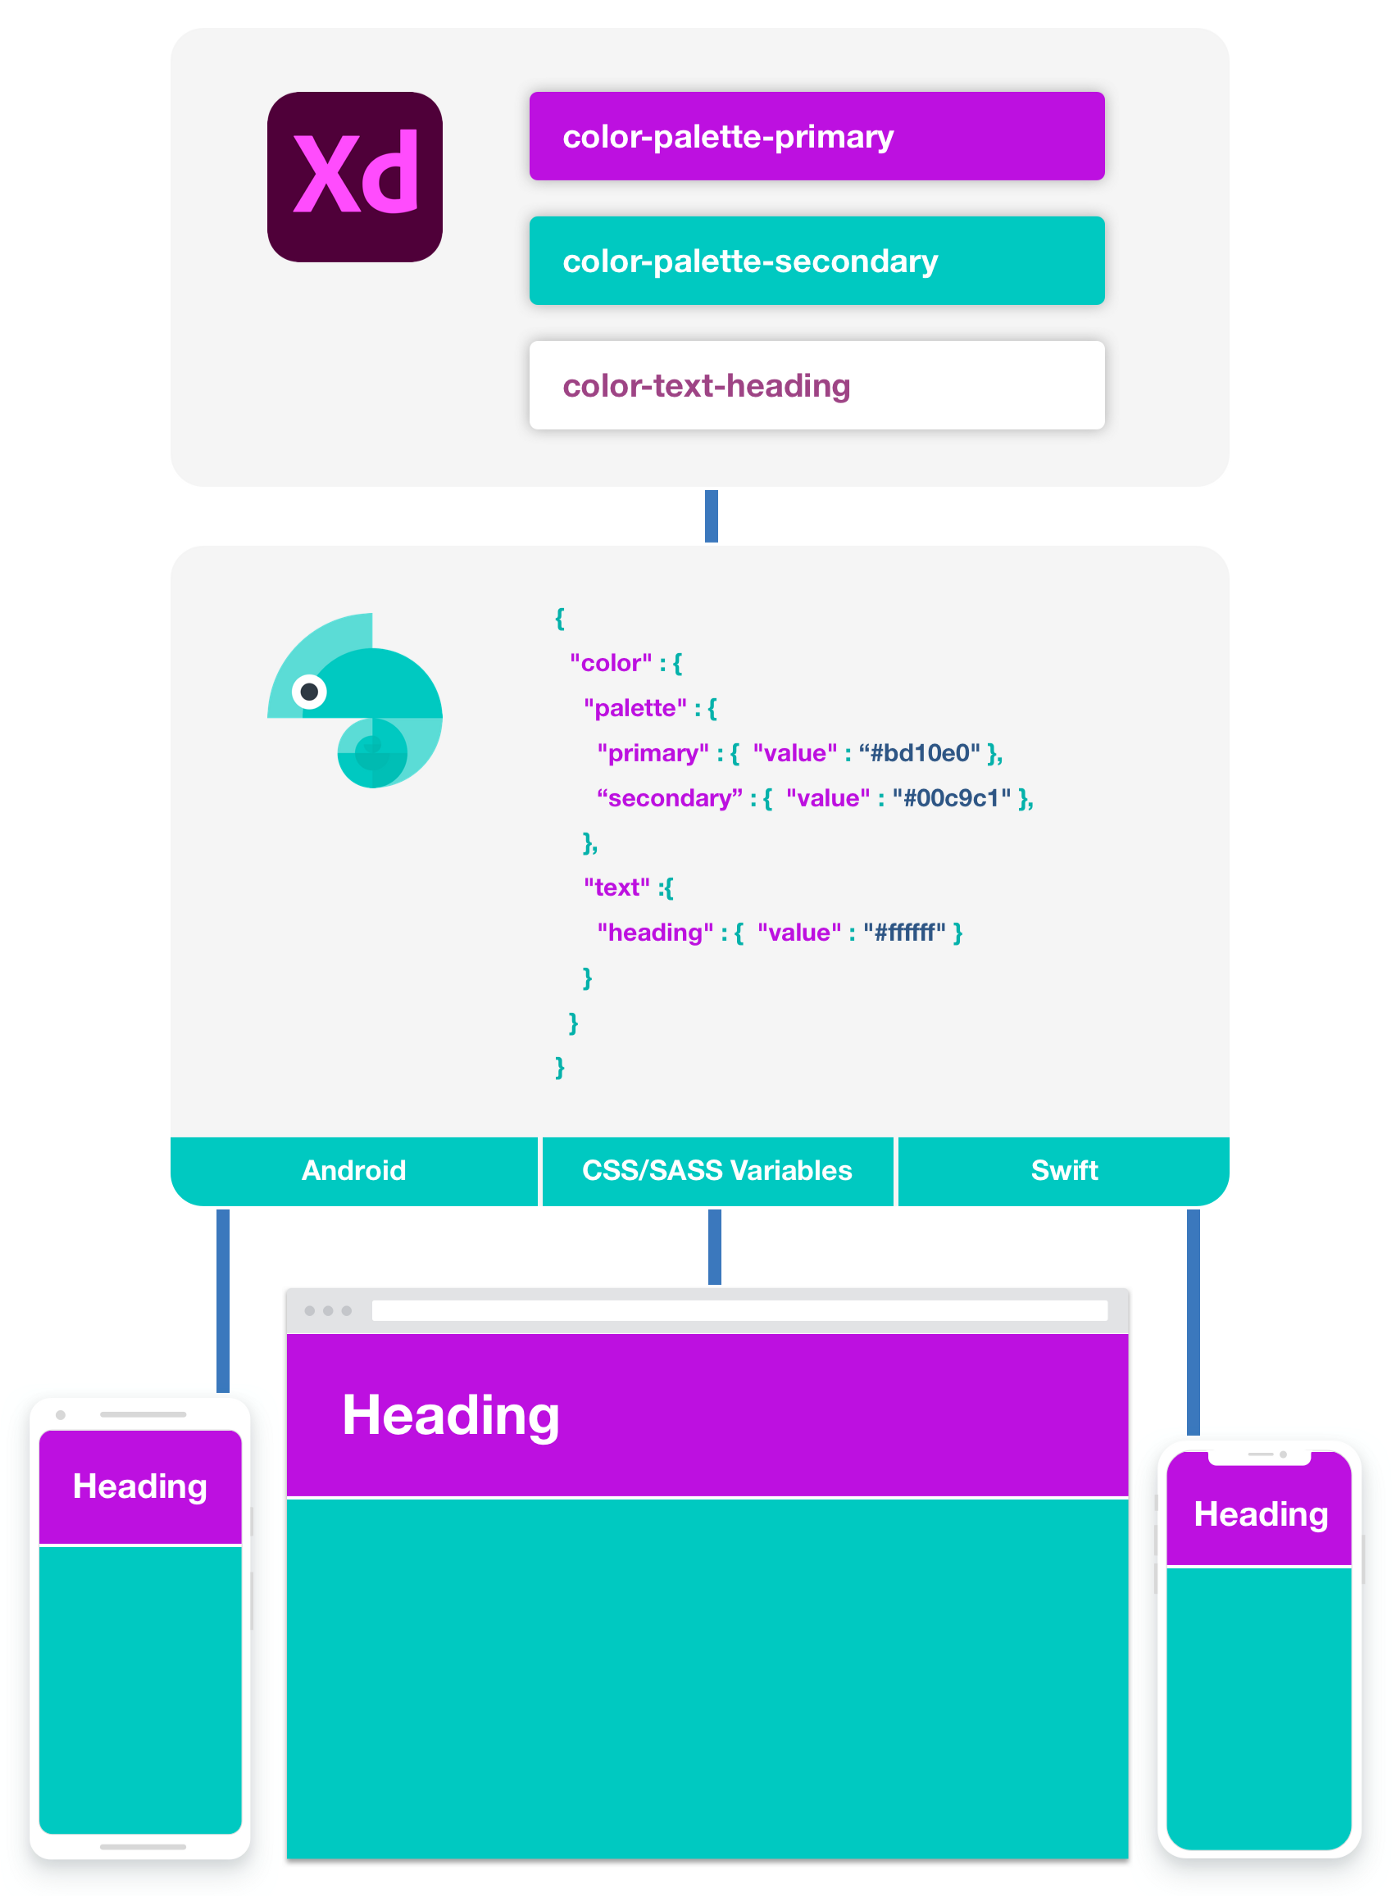 Xd
color-palette-primary
color-palette-secondary
color-text-heading
{
"color" : {
"palette" : {
"primary" : { "value" : “#bd10e0" },
“secondary” : { "value" : "#00c9c1" },
},
"text" :{
"heading" : { "value" : "#ffffff" }
}
}
}
Android
CSS/SASS Variables
Swift
Heading
Heading
Heading